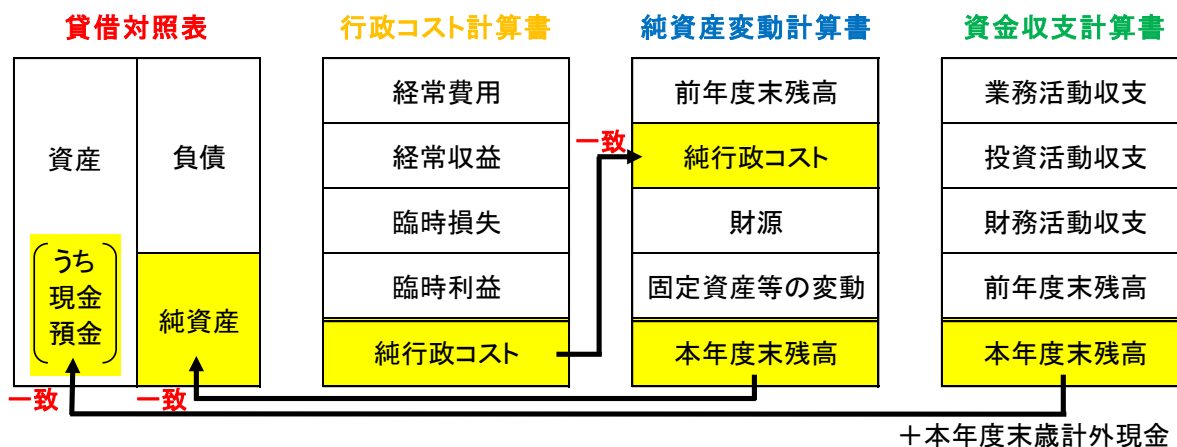 貸借対照表
行政コスト計算書
純資産変動計算書
資金収支計算書
資産
うち
現金
預金
負債
純資産
経常費用
経常収益
臨時損失
臨時利益
純行政コスト
一致
前年度末残高
純行政コスト
財源
固定資産等の変動
本年度末残高
業務活動収支
投資活動収支
財務活動収支
前年度末残高
本年度末残高
一致
一致
＋本年度末歳計外現金